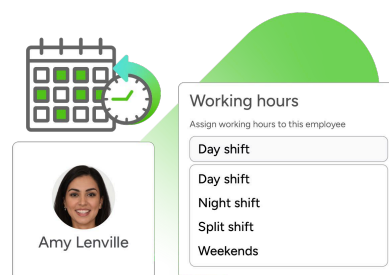 Working hours
Assign working hours to this employee
Day shift
Day shift
Night shift
Split shift
Weekends
Amy Lenville